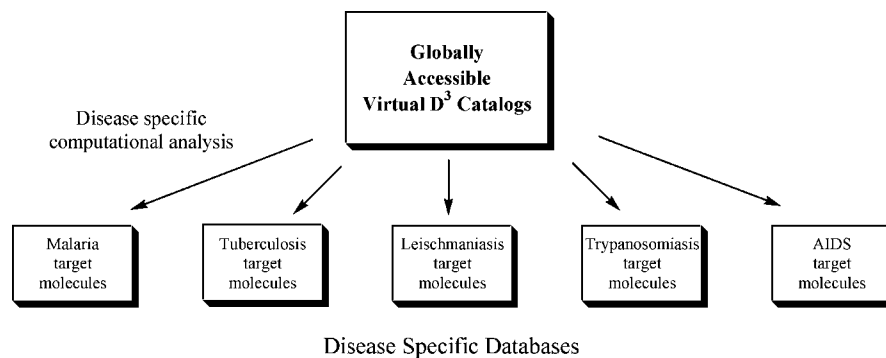 Globally
Accessible
Virtual D³ Catalogs
Disease specific
computational analysis
Malaria
target
molecules
Tuberculosis
target
molecules
Leischmaniasis
target
molecules
Trypanosomiasis
target
molecules
AIDS
target
molecules
Disease Specific Databases